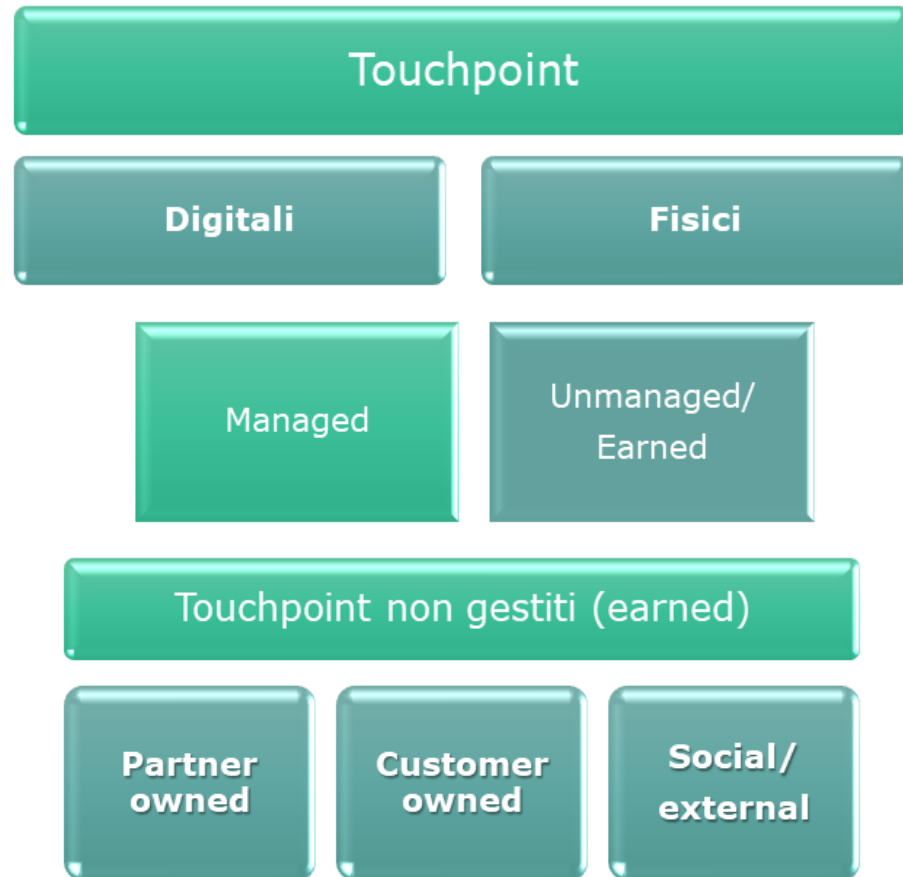 Touchpoint
Digitali
Fisici
Managed
Unmanaged/
Earned
Touchpoint non gestiti (earned)
Partner
owned
Customer
owned
Social/
external